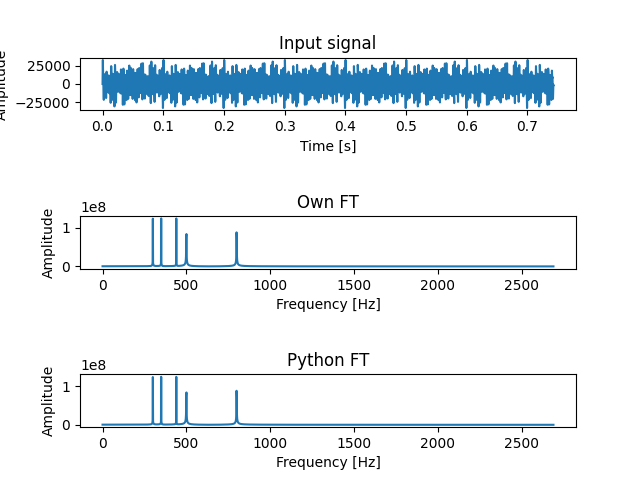 Input signal
Amplitude
25000
0
−25000
0.0 0.1 0.2 0.3 0.4 0.5 0.6 0.7
Time [s]
Own FT
1e8
Amplitude
1
0
0 500 1000 1500 2000 2500
Frequency [Hz]
Python FT
1e8
Amplitude
1
0
0 500 1000 1500 2000 2500
Frequency [Hz]